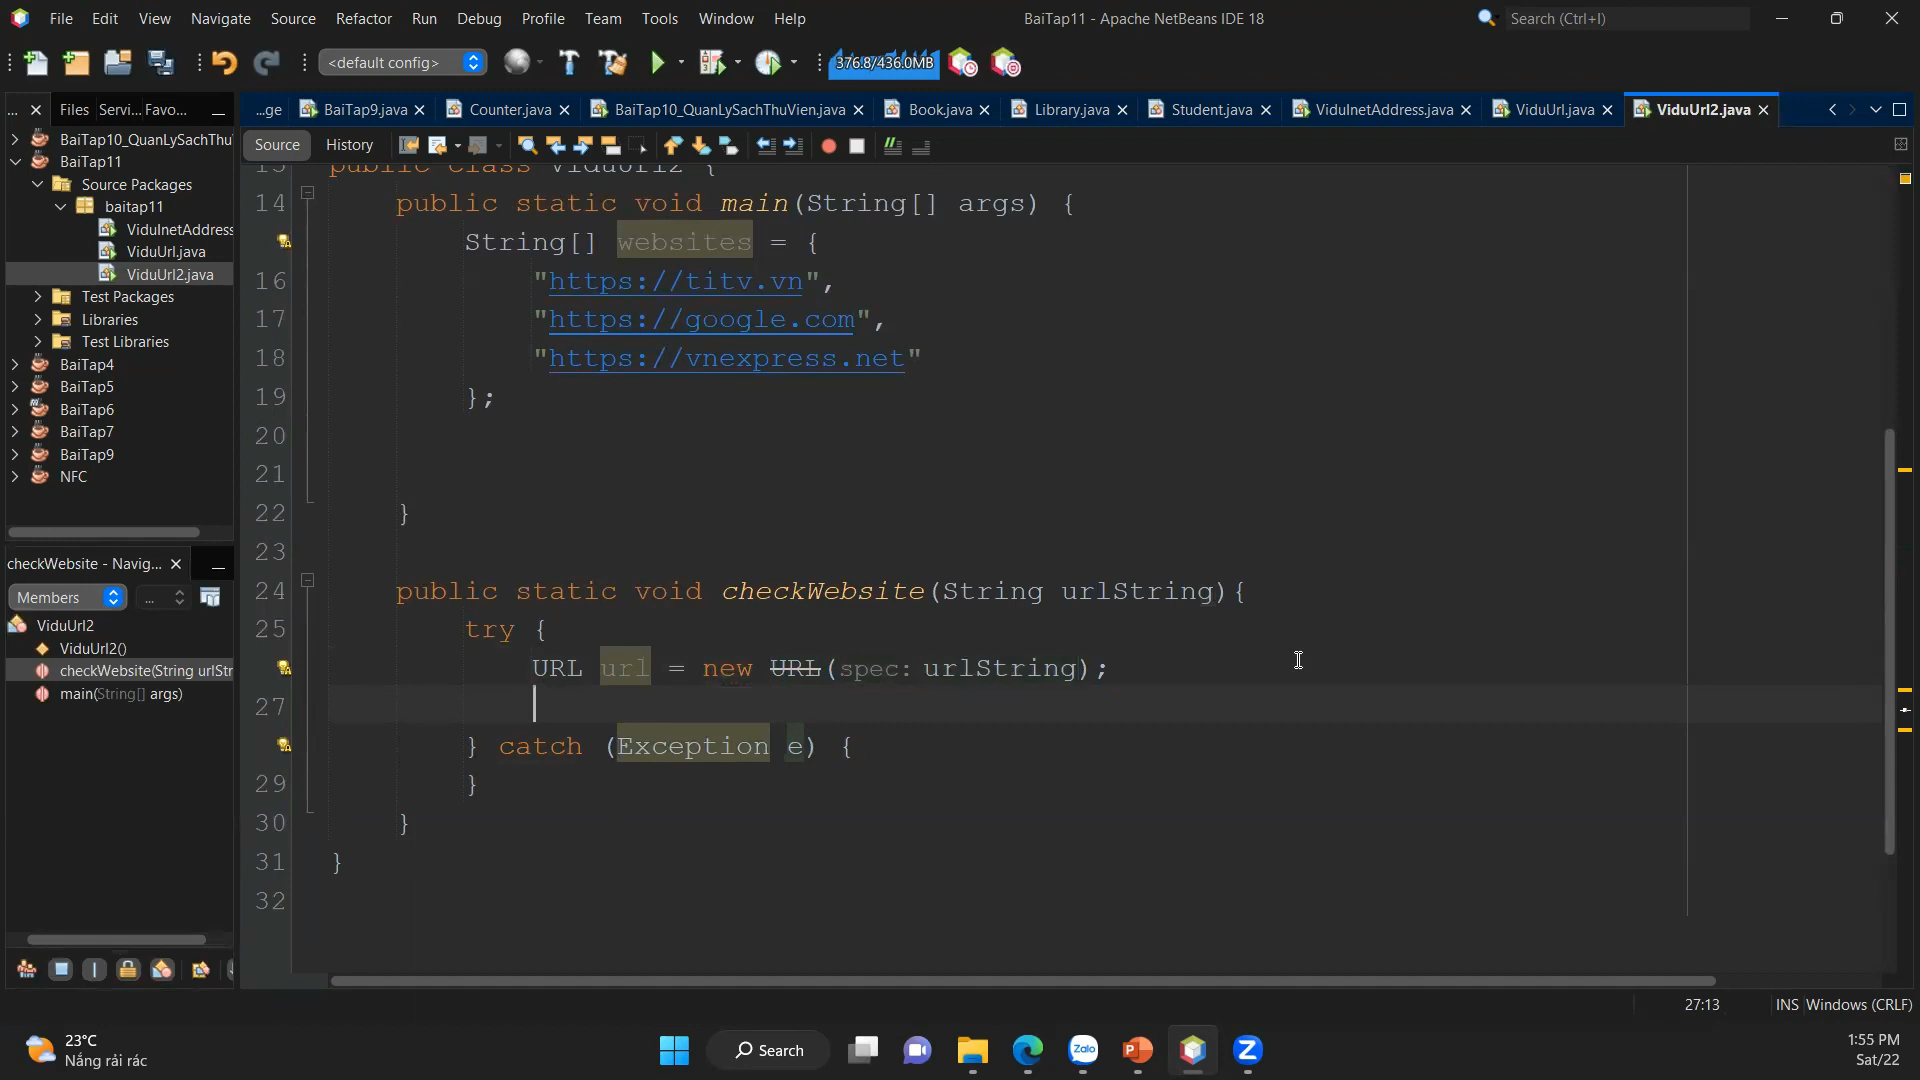 File Edit View Navigate Source Refactor Run Debug Profile Team Tools Window Help BaiTap11 - Apache NetBeans IDE 18 Search (Ctrl+I)
<default config> 376.8/436.0MB
... Files Servi... Favo... ...ge BaiTap9.java Counter.java BaiTap10_QuanLySachThuVien.java Book.java Library.java Student.java ViduInetAddress.java ViduUrl.java ViduUrl2.java
Source History
BaiTap10_QuanLySachThu
BaiTap11
Source Packages
baitap11
ViduInetAddress
ViduUrl.java
ViduUrl2.java
Test Packages
Libraries
Test Libraries
BaiTap4
BaiTap5
BaiTap6
BaiTap7
BaiTap9
NFC
checkWebsite - Navig...
Members ...
ViduUrl2
ViduUrl2()
checkWebsite(String urlStr
main(String[] args)
13 public class ViduUrl2 {
14 public static void main(String[] args) {
String[] websites = {
16 "https://titv.vn",
17 "https://google.com",
18 "https://vnexpress.net"
19 };
20
21
22 }
23
24 public static void checkWebsite(String urlString){
25 try {
URL url = new URL(spec: urlString);
27
} catch (Exception e) {
29 }
30 }
31 }
32
27:13 INS Windows (CRLF)
23°C
Nắng rải rác
Search
Zalo
1:55 PM
Sat/22